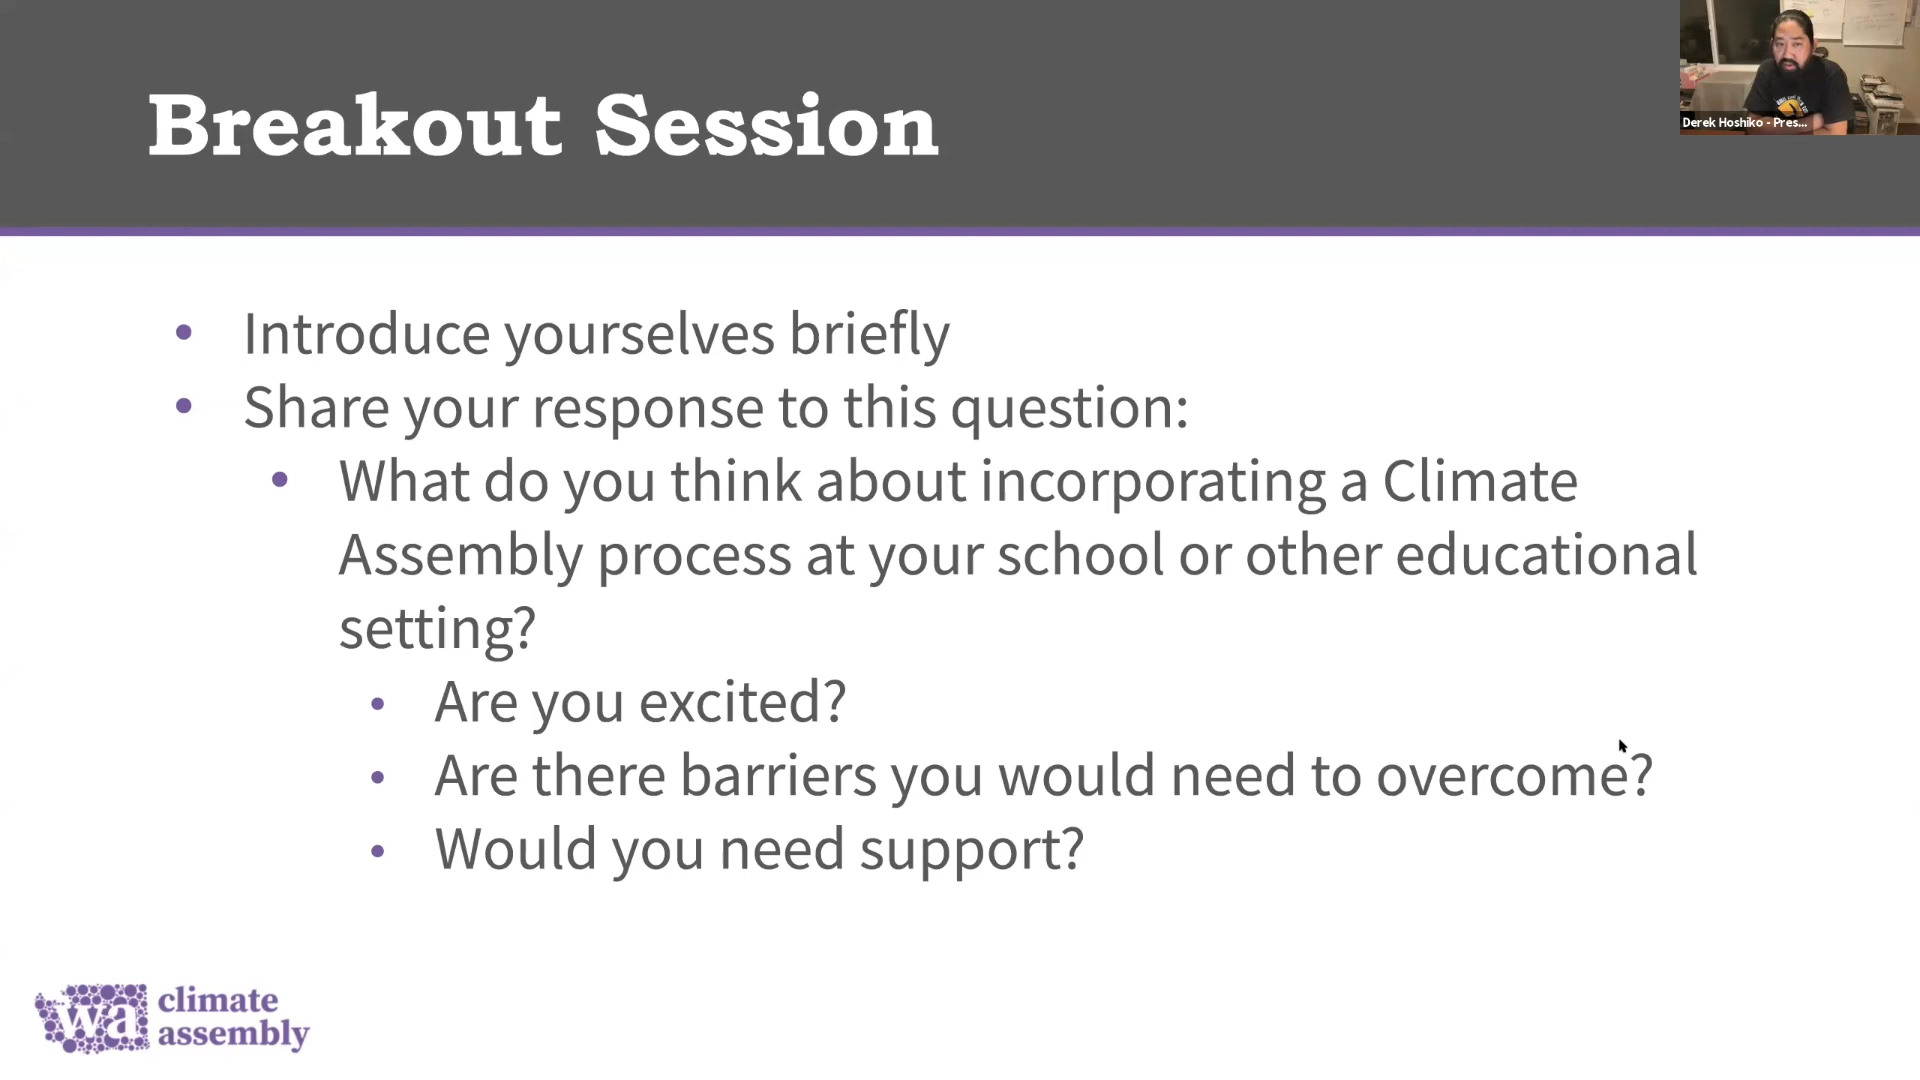 Breakout Session
Derek Hoshiko - Pres...
• Introduce yourselves briefly
• Share your response to this question:
• What do you think about incorporating a Climate
Assembly process at your school or other educational
setting?
• Are you excited?
• Are there barriers you would need to overcome?
• Would you need support?
wa
climate
assembly